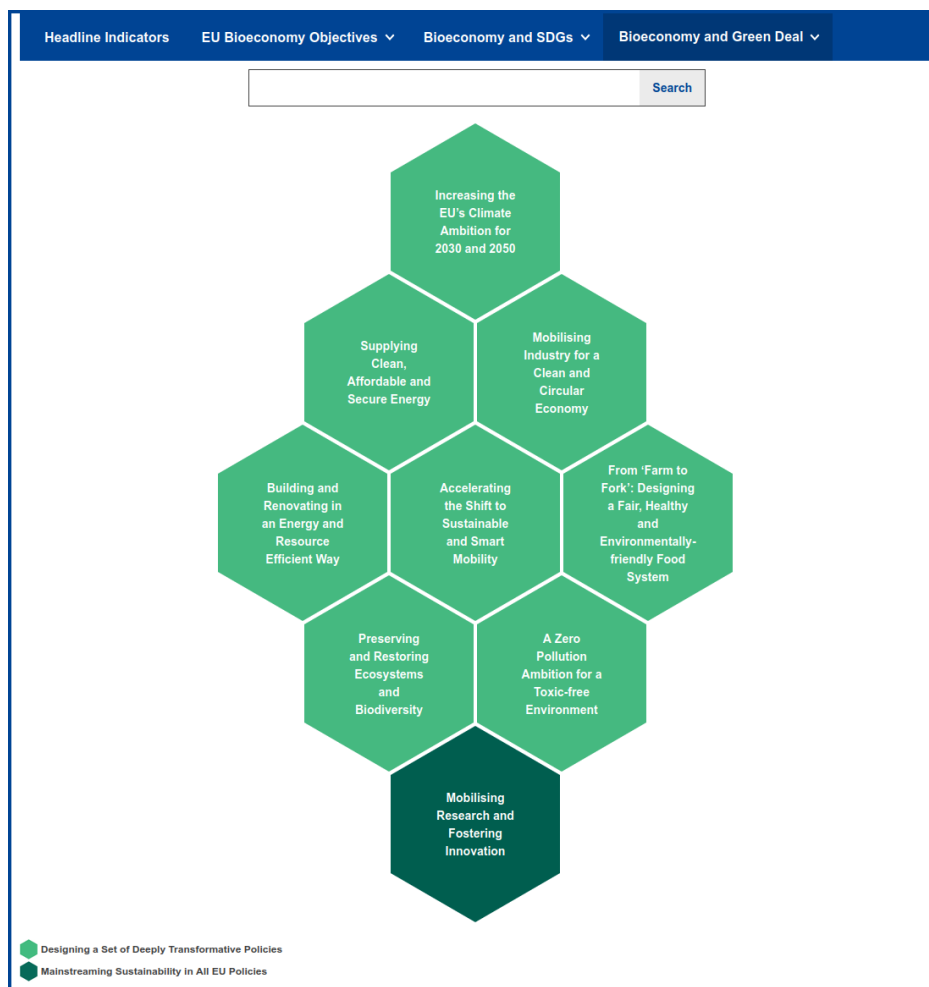 Headline Indicators EU Bioeconomy Objectives Bioeconomy and SDGs Bioeconomy and Green Deal
Search
Increasing the
EU's Climate
Ambition for
2030 and 2050
Supplying
Clean,
Affordable and
Secure Energy
Mobilising
Industry for a
Clean and
Circular
Economy
Building and
Renovating in
an Energy and
Resource
Efficient Way
Accelerating
the Shift to
Sustainable
and Smart
Mobility
From ‘Farm to
Fork’: Designing
a Fair, Healthy
and
Environmentally-
friendly Food
System
Preserving
and Restoring
Ecosystems
and
Biodiversity
A Zero
Pollution
Ambition for a
Toxic-free
Environment
Mobilising
Research and
Fostering
Innovation
Designing a Set of Deeply Transformative Policies
Mainstreaming Sustainability in All EU Policies